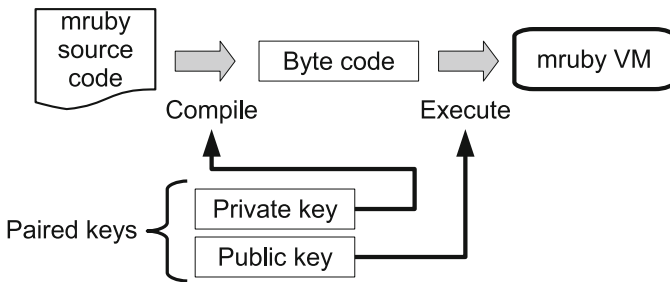 mruby
source
code
Byte code
mruby VM
Compile
Execute
Private key
Paired keys
Public key